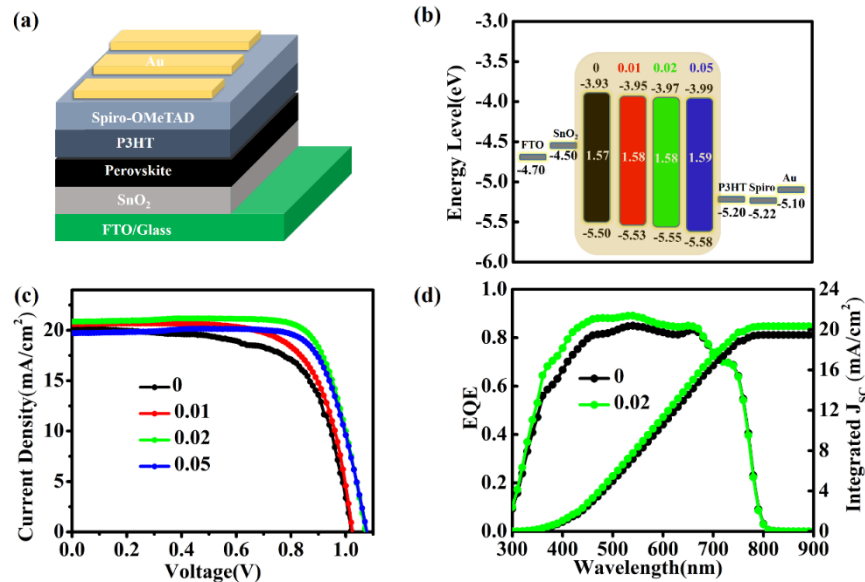 (a)
Au
Spiro-OMeTAD
P3HT
Perovskite
SnO2
FTO/Glass
(b)
Energy Level(eV)
-3.0
-3.5
-4.0
-4.5
-5.0
-5.5
-6.0
0 0.01 0.02 0.05
-3.93 -3.95 -3.97 -3.99
FTO SnO2
-4.70 -4.50
1.57 1.58 1.58 1.59
P3HT Spiro Au
-5.20 -5.22 -5.10
-5.50 -5.53 -5.55 -5.58
(c)
Current Density(mA/cm2)
25
20
15
10
5
0
0
0.01
0.02
0.05
0.0 0.2 0.4 0.6 0.8 1.0
Voltage(V)
(d)
EQE
1.0
0.8
0.6
0.4
0.2
0.0
0
0.02
24
20
16
12
8
4
0
Integrated JSC (mA/cm2)
300 400 500 600 700 800 900
Wavelength(nm)